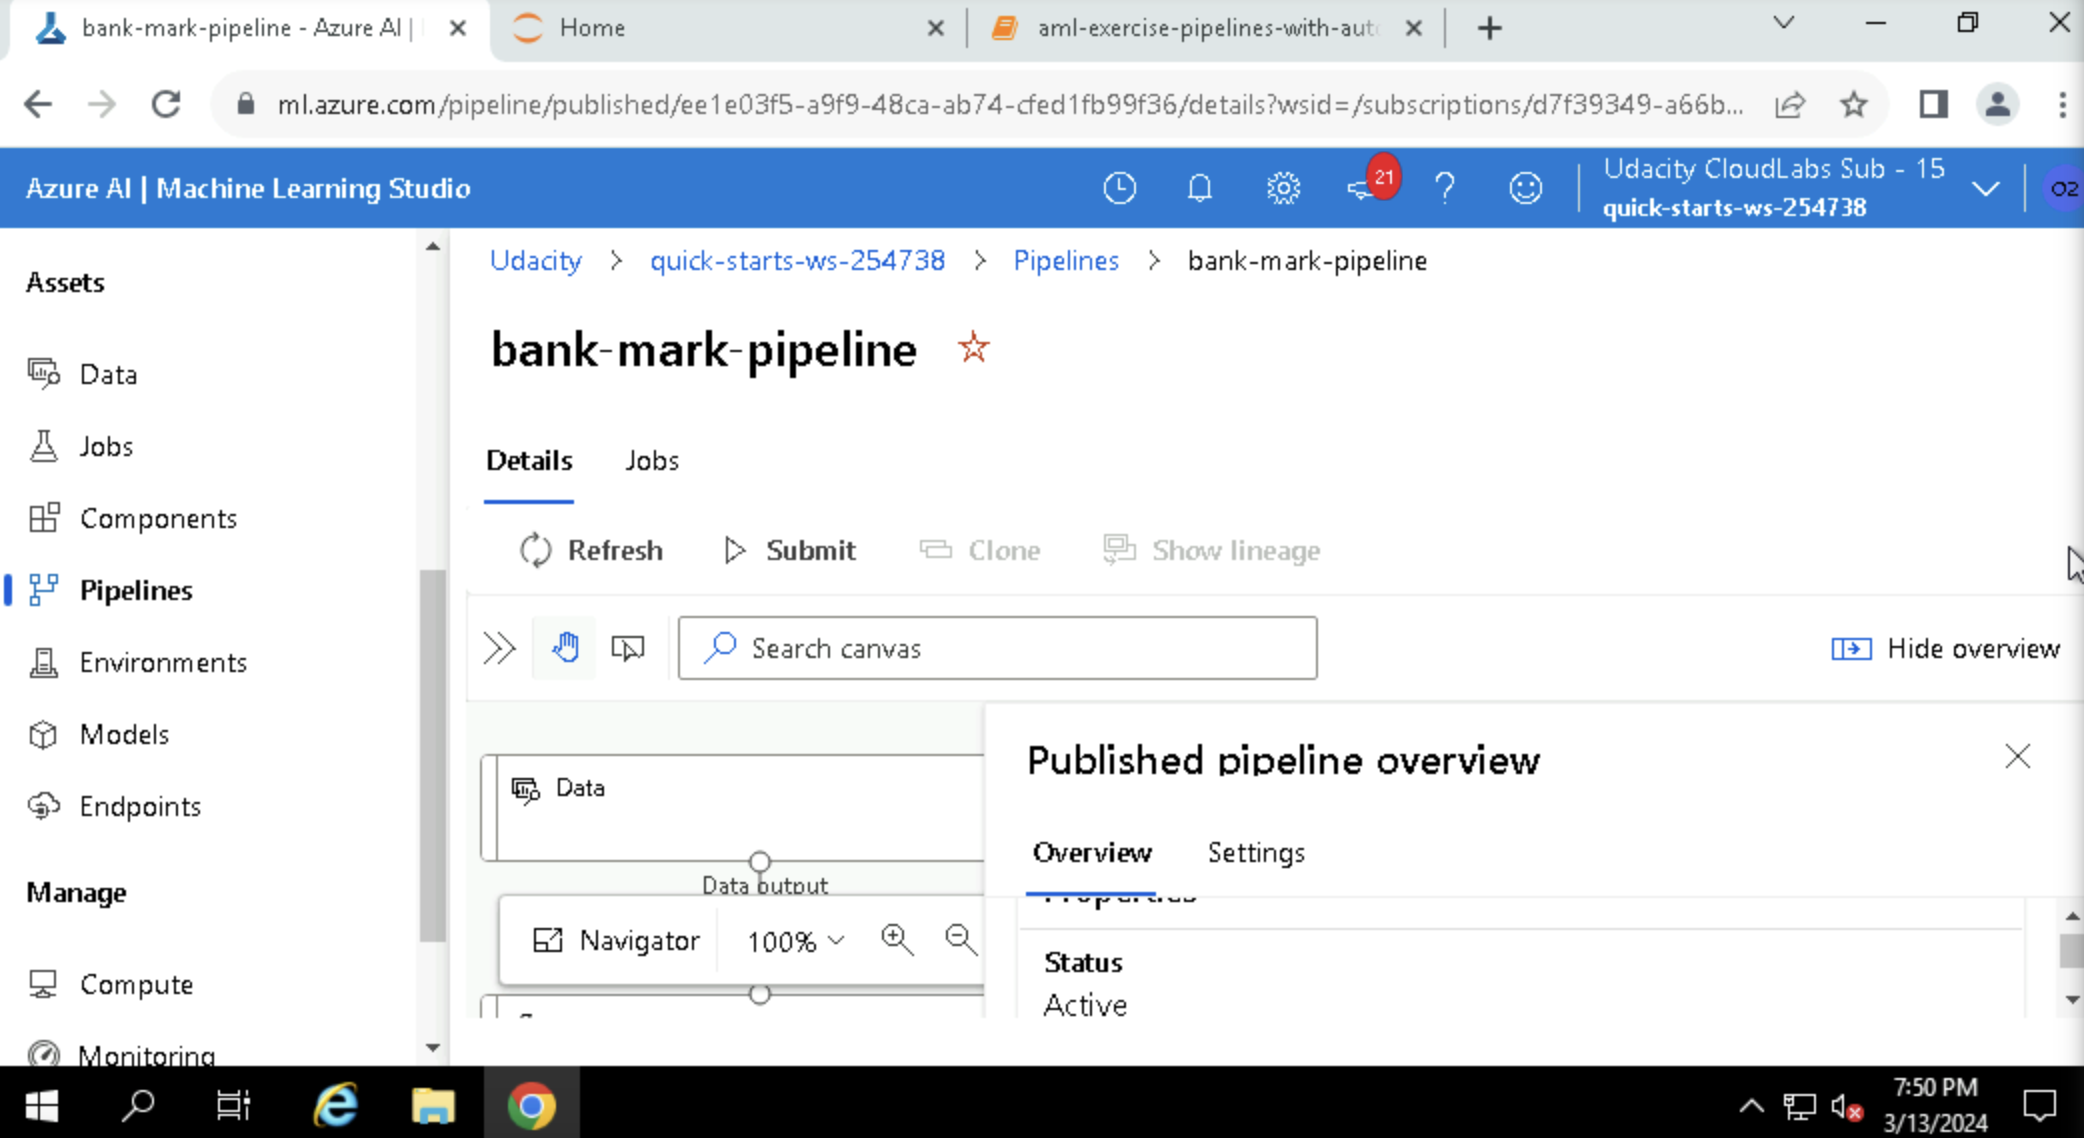 bank-mark-pipeline - Azure AI |
Home
aml-exercise-pipelines-with-auto
ml.azure.com/pipeline/published/ee1e03f5-a9f9-48ca-ab74-cfed1fb99f36/details?wsid=/subscriptions/d7f39349-a66b...
Azure AI | Machine Learning Studio
21
Udacity CloudLabs Sub - 15
quick-starts-ws-254738
O2
Assets
Data
Jobs
Components
Pipelines
Environments
Models
Endpoints
Manage
Compute
Monitoring
Udacity > quick-starts-ws-254738 > Pipelines > bank-mark-pipeline
bank-mark-pipeline
Details
Jobs
Refresh
Submit
Clone
Show lineage
Search canvas
Hide overview
Data
Data output
Navigator
100%
Published pipeline overview
Overview
Settings
Properties
Status
Active
7:50 PM
3/13/2024